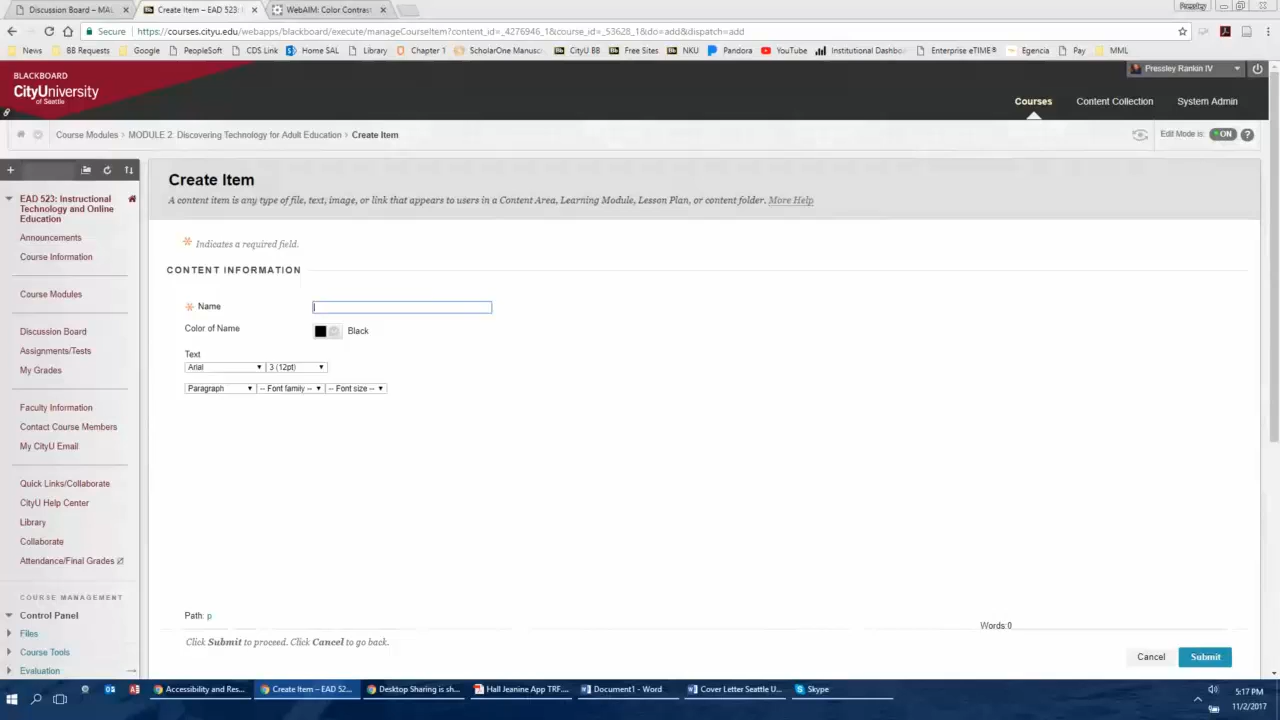 Discussion Board – MAL
Create Item – EAD 523:
WebAIM: Color Contrast
Pressley
Secure
https://courses.cityu.edu/webapps/blackboard/execute/manageCourseItem?content_id=_4276946_1&course_id=_53628_1&do=add&dispatch=add
News
BB Requests
Google
PeopleSoft
CDS Link
Home SAL
Library
Chapter 1
ScholarOne Manusc
CityU BB
Free Sites
NKU
Pandora
YouTube
Institutional Dashbo
Enterprise eTIME®
Egencia
Pay
MML
BLACKBOARD
CityUniversity
of Seattle
Pressley Rankin IV
Courses
Content Collection
System Admin
Course Modules > MODULE 2: Discovering Technology for Adult Education > Create Item
Edit Mode is: ON ?
EAD 523: Instructional
Technology and Online
Education
Announcements
Course Information
Course Modules
Discussion Board
Assignments/Tests
My Grades
Faculty Information
Contact Course Members
My CityU Email
Quick Links/Collaborate
CityU Help Center
Library
Collaborate
Attendance/Final Grades
COURSE MANAGEMENT
Control Panel
Files
Course Tools
Evaluation
Create Item
A content item is any type of file, text, image, or link that appears to users in a Content Area, Learning Module, Lesson Plan, or content folder. More Help
Indicates a required field.
CONTENT INFORMATION
Name
Color of Name
Black
Text
Arial 3 (12pt)
Paragraph -- Font family -- -- Font size --
Path: p
Words:0
Click Submit to proceed. Click Cancel to go back.
Cancel
Submit
Accessibility and Res...
Create Item – EAD 52...
Desktop Sharing is sh...
Hall Jeanine App TRF....
Document1 - Word
Cover Letter Seattle U...
Skype
5:17 PM
11/2/2017